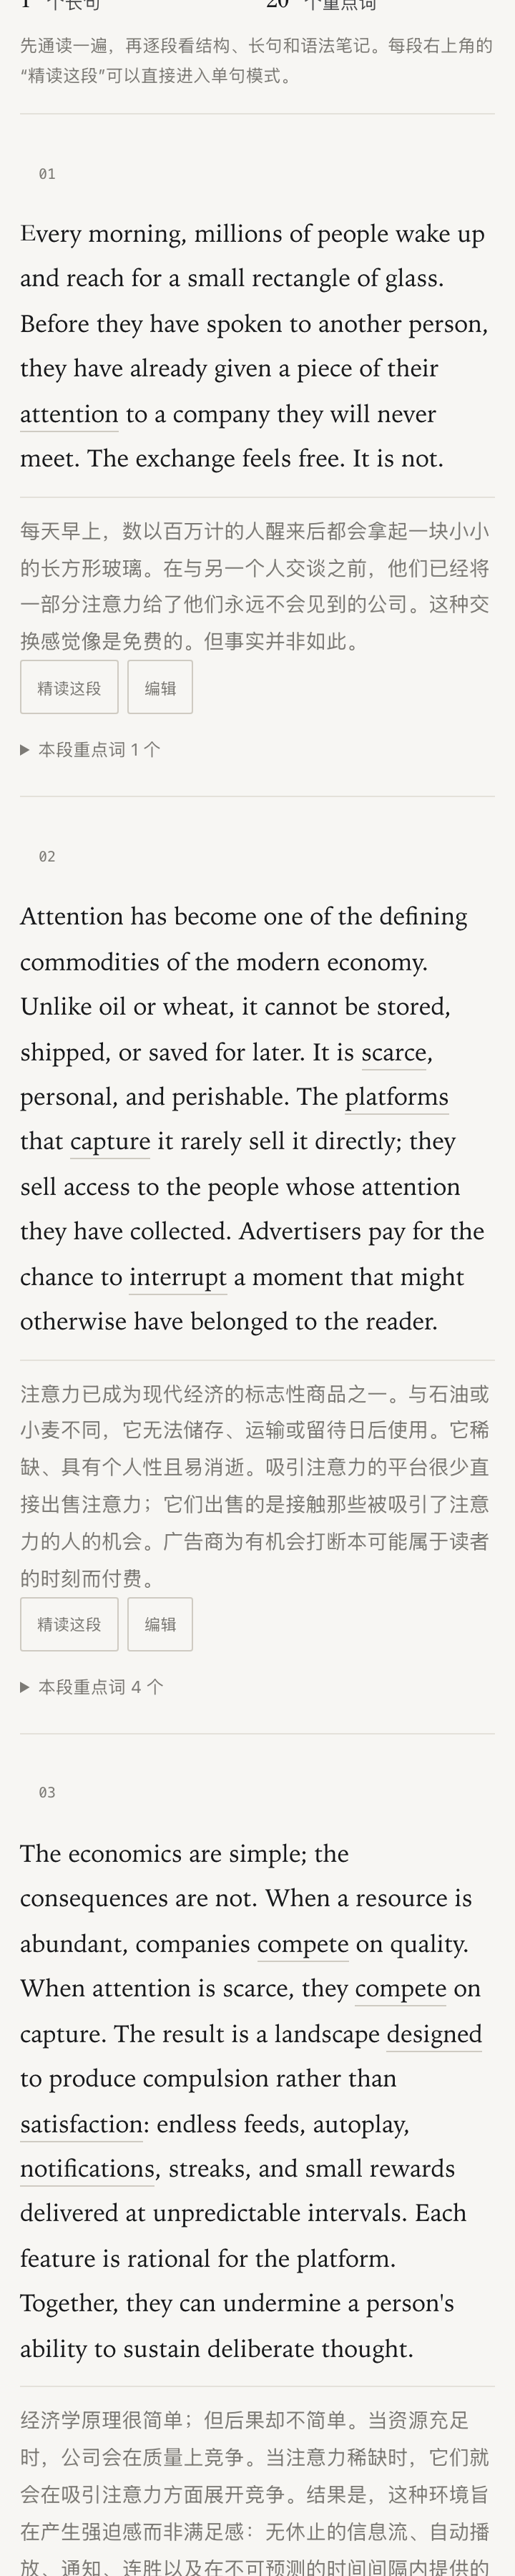 1 个长句 20 个重点词
先通读一遍，再逐段看结构、长句和语法笔记。每段右上角的
“精读这段”可以直接进入单句模式。
01
Every morning, millions of people wake up
and reach for a small rectangle of glass.
Before they have spoken to another person,
they have already given a piece of their
attention to a company they will never
meet. The exchange feels free. It is not.
每天早上，数以百万计的人醒来后都会拿起一块小小
的长方形玻璃。在与另一个人交谈之前，他们已经将
一部分注意力给了他们永远不会见到的公司。这种交
换感觉像是免费的。但事实并非如此。
精读这段 编辑
▶ 本段重点词 1 个
02
Attention has become one of the defining
commodities of the modern economy.
Unlike oil or wheat, it cannot be stored,
shipped, or saved for later. It is scarce,
personal, and perishable. The platforms
that capture it rarely sell it directly; they
sell access to the people whose attention
they have collected. Advertisers pay for the
chance to interrupt a moment that might
otherwise have belonged to the reader.
注意力已成为现代经济的标志性商品之一。与石油或
小麦不同，它无法储存、运输或留待日后使用。它稀
缺、具有个人性且易消逝。吸引注意力的平台很少直
接出售注意力；它们出售的是接触那些被吸引了注意
力的人的机会。广告商为有机会打断本可能属于读者
的时刻而付费。
精读这段 编辑
▶ 本段重点词 4 个
03
The economics are simple; the
consequences are not. When a resource is
abundant, companies compete on quality.
When attention is scarce, they compete on
capture. The result is a landscape designed
to produce compulsion rather than
satisfaction: endless feeds, autoplay,
notifications, streaks, and small rewards
delivered at unpredictable intervals. Each
feature is rational for the platform.
Together, they can undermine a person's
ability to sustain deliberate thought.
经济学原理很简单；但后果却不简单。当资源充足
时，公司会在质量上竞争。当注意力稀缺时，它们就
会在吸引注意力方面展开竞争。结果是，这种环境旨
在产生强迫感而非满足感：无休止的信息流、自动播
放、通知、连胜以及在不可预测的时间间隔内提供的